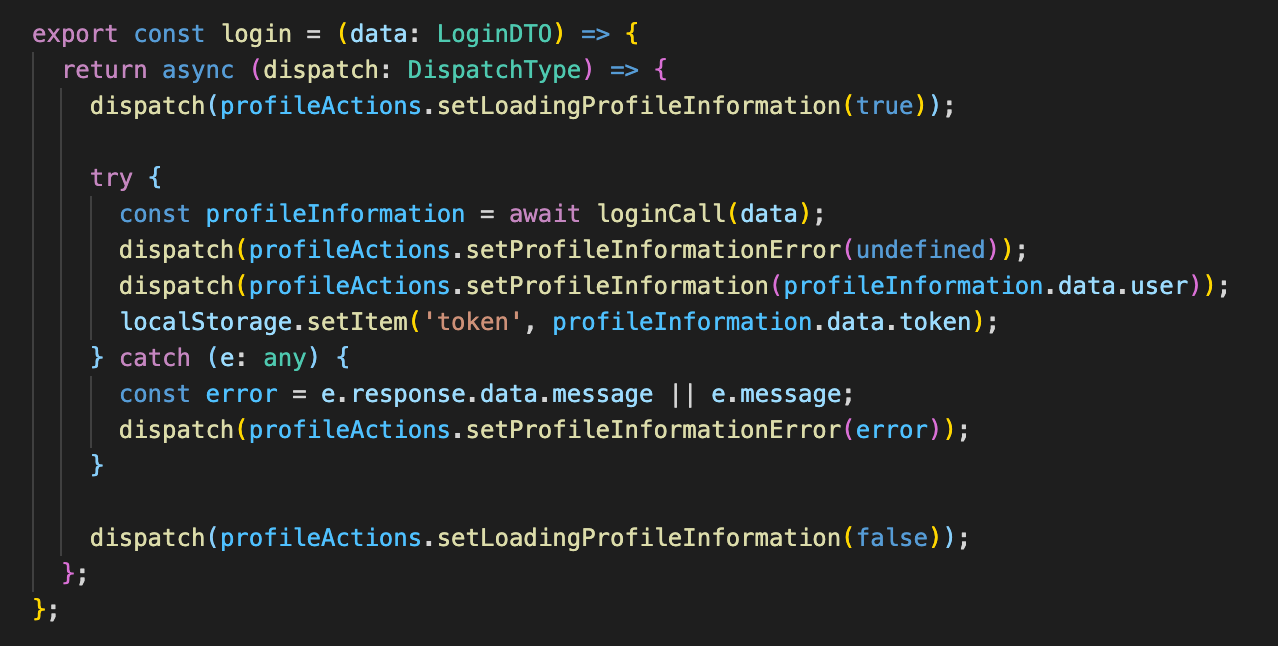 export const login = (data: LoginDTO) => {
  return async (dispatch: DispatchType) => {
    dispatch(profileActions.setLoadingProfileInformation(true));

    try {
      const profileInformation = await loginCall(data);
      dispatch(profileActions.setProfileInformationError(undefined));
      dispatch(profileActions.setProfileInformation(profileInformation.data.user));
      localStorage.setItem('token', profileInformation.data.token);
    } catch (e: any) {
      const error = e.response.data.message || e.message;
      dispatch(profileActions.setProfileInformationError(error));
    }

    dispatch(profileActions.setLoadingProfileInformation(false));
  };
};